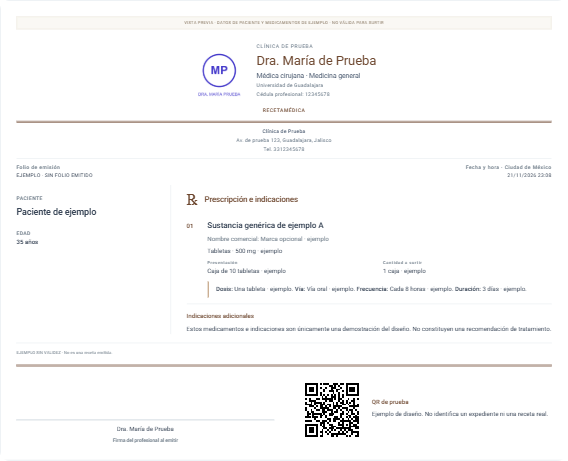 VISTA PREVIA · DATOS DE PACIENTE Y MEDICAMENTOS DE EJEMPLO · NO VÁLIDA PARA SURTIR
CLÍNICA DE PRUEBA
Dra. María de Prueba
Médica cirujana · Medicina general
Universidad de Guadalajara
Cédula profesional: 12345678
MP
DRA. MARÍA PRUEBA
RECETA MÉDICA
Clínica de Prueba
Av. de prueba 123, Guadalajara, Jalisco
Tel. 3312345678
Folio de emisión
EJEMPLO · SIN FOLIO EMITIDO
Fecha y hora · Ciudad de México
21/11/2026 23:08
PACIENTE
Paciente de ejemplo
EDAD
35 años
℞ Prescripción e indicaciones
01 Sustancia genérica de ejemplo A
Nombre comercial: Marca opcional · ejemplo
Tabletas · 500 mg · ejemplo
Presentación
Caja de 10 tabletas · ejemplo
Cantidad a surtir
1 caja · ejemplo
Dosis: Una tableta · ejemplo. Vía: Vía oral · ejemplo. Frecuencia: Cada 8 horas · ejemplo. Duración: 3 días · ejemplo.
Indicaciones adicionales
Estos medicamentos e indicaciones son únicamente una demostración del diseño. No constituyen una recomendación de tratamiento.
EJEMPLO SIN VALIDEZ · No es una receta emitida.
Dra. María de Prueba
Firma del profesional al emitir
QR de prueba
Ejemplo de diseño. No identifica un expediente ni una receta real.